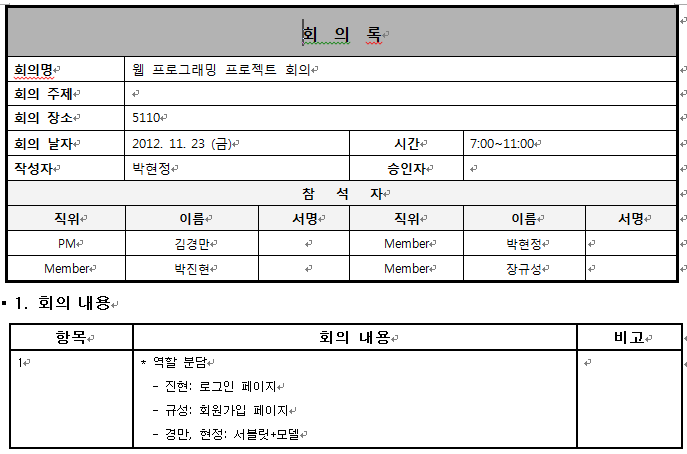 회 의 록
회의명 웹 프로그래밍 프로젝트 회의
회의 주제
회의 장소 5110
회의 날자 2012. 11. 23 (금) 시간 7:00~11:00
작성자 박현정 승인자
참 석 자
직위 이름 서명 직위 이름 서명
PM 김경만 Member 박현정
Member 박진현 Member 장규성
▪ 1. 회의 내용
항목 회의 내용 비고
1 * 역할 분담
- 진현: 로그인 페이지
- 규성: 회원가입 페이지
- 경만, 현정: 서블릿+모델